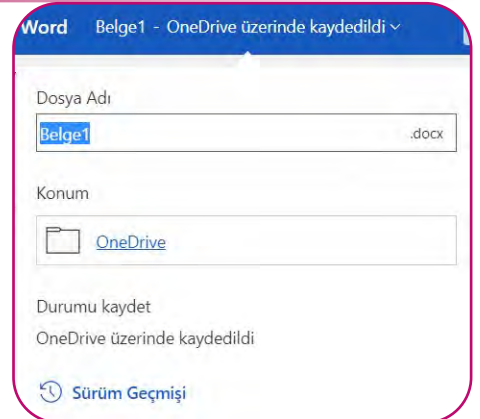 Word Belge1 - OneDrive üzerinde kaydedildi
Dosya Adı
Belge1 .docx
Konum
OneDrive
Durumu kaydet
OneDrive üzerinde kaydedildi
Sürüm Geçmişi